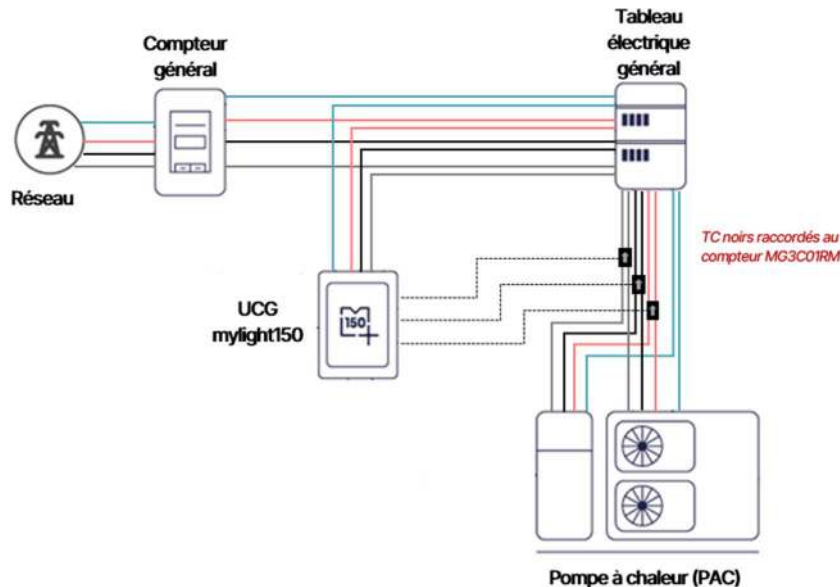 Compteur
général
Tableau
électrique
général
Réseau
TC noirs raccordés au
compteur MG3C01RM
UCG
mylight150
150
Pompe à chaleur (PAC)